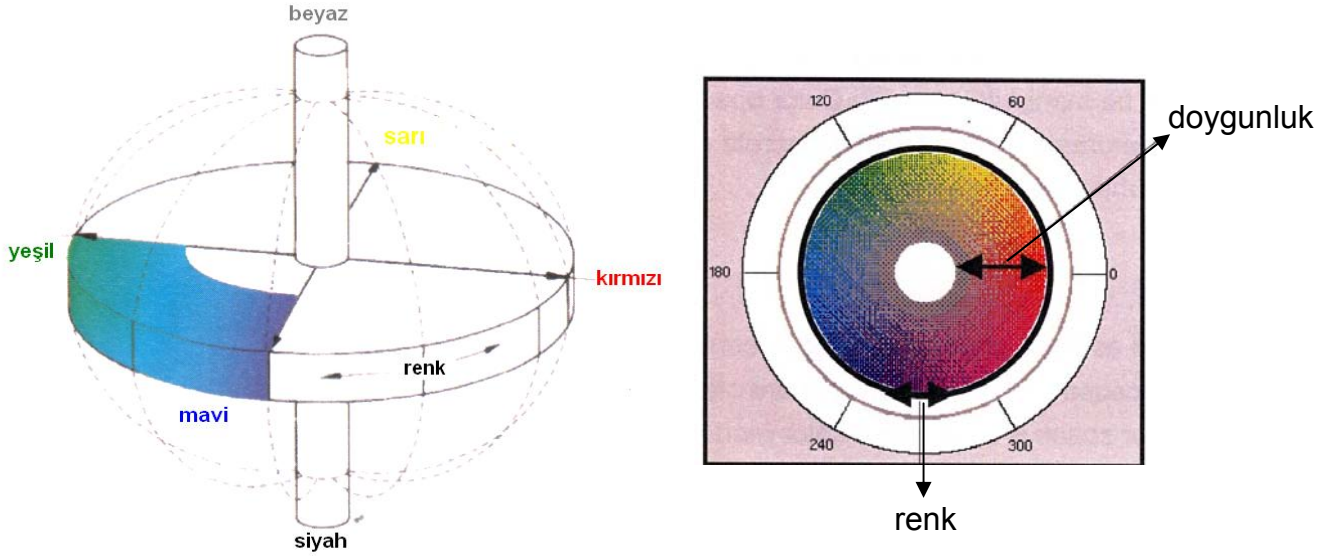 beyaz
sarı
yeşil
kırmızı
renk
mavi
siyah
120
60
doygunluk
180
0
240
300
renk